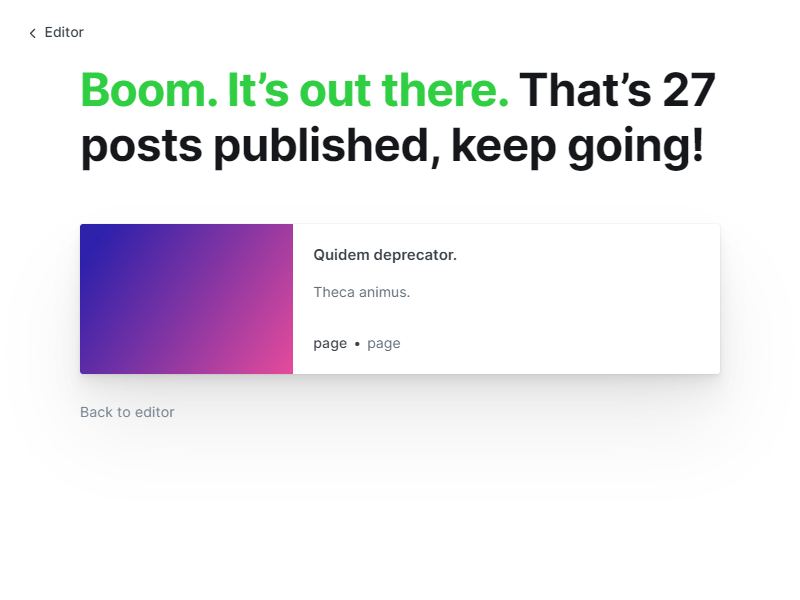 Editor
Boom. It’s out there. That’s 27
posts published, keep going!
Quidem deprecator.
Theca animus.
page • page
Back to editor